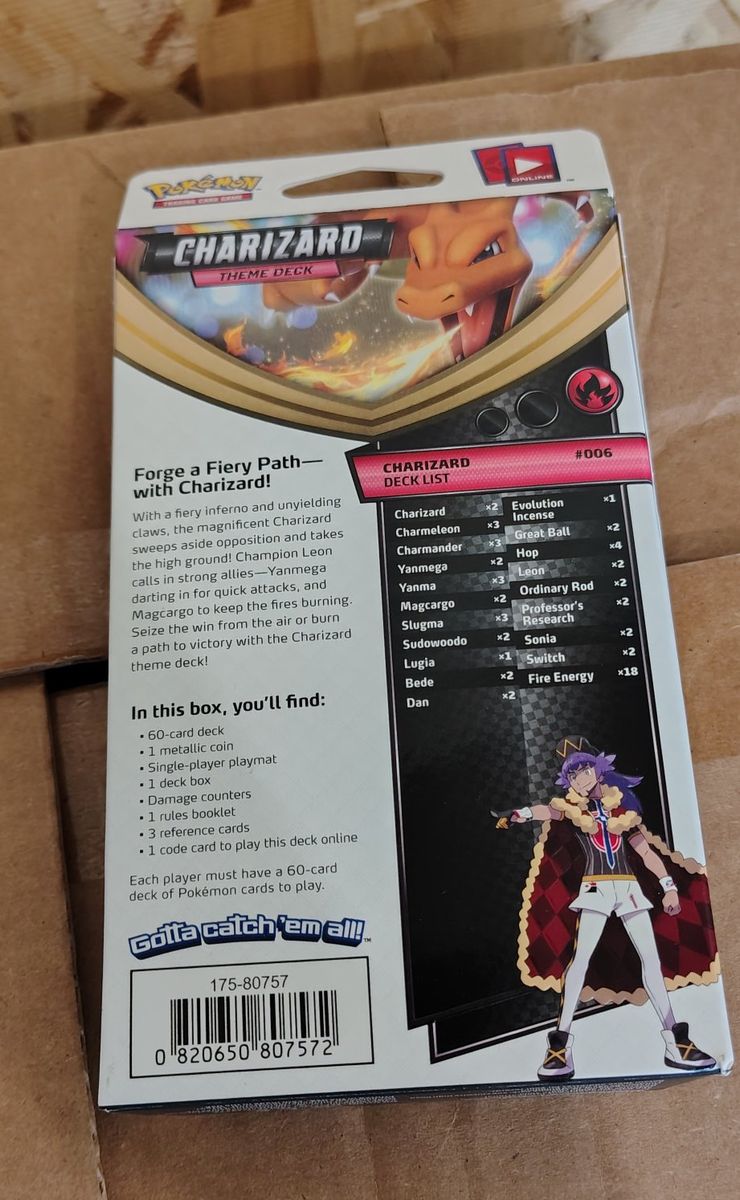 POKéMON
TRADING CARD GAME
ONLINE
CHARIZARD
THEME DECK
Forge a Fiery Path—
with Charizard!
With a fiery inferno and unyielding
claws, the magnificent Charizard
sweeps aside opposition and takes
the high ground! Champion Leon
calls in strong allies—Yanmega
darting in for quick attacks, and
Magcargo to keep the fires burning.
Seize the win from the air or burn
a path to victory with the Charizard
theme deck!
In this box, you'll find:
• 60-card deck
• 1 metallic coin
• Single-player playmat
• 1 deck box
• Damage counters
• 1 rules booklet
• 3 reference cards
• 1 code card to play this deck online
Each player must have a 60-card
deck of Pokémon cards to play.
Gotta catch 'em all!™
175-80757
0 820650 807572
CHARIZARD #006
DECK LIST
Charizard ×2
Charmeleon ×3
Charmander ×3
Yanmega ×2
Yanma ×3
Magcargo ×2
Slugma ×3
Sudowoodo ×2
Lugia ×1
Bede ×2
Dan ×2
Evolution ×1
Incense
Great Ball ×2
Hop ×4
Leon ×2
Ordinary Rod ×2
Professor's ×2
Research
Sonia ×2
Switch ×2
Fire Energy ×18